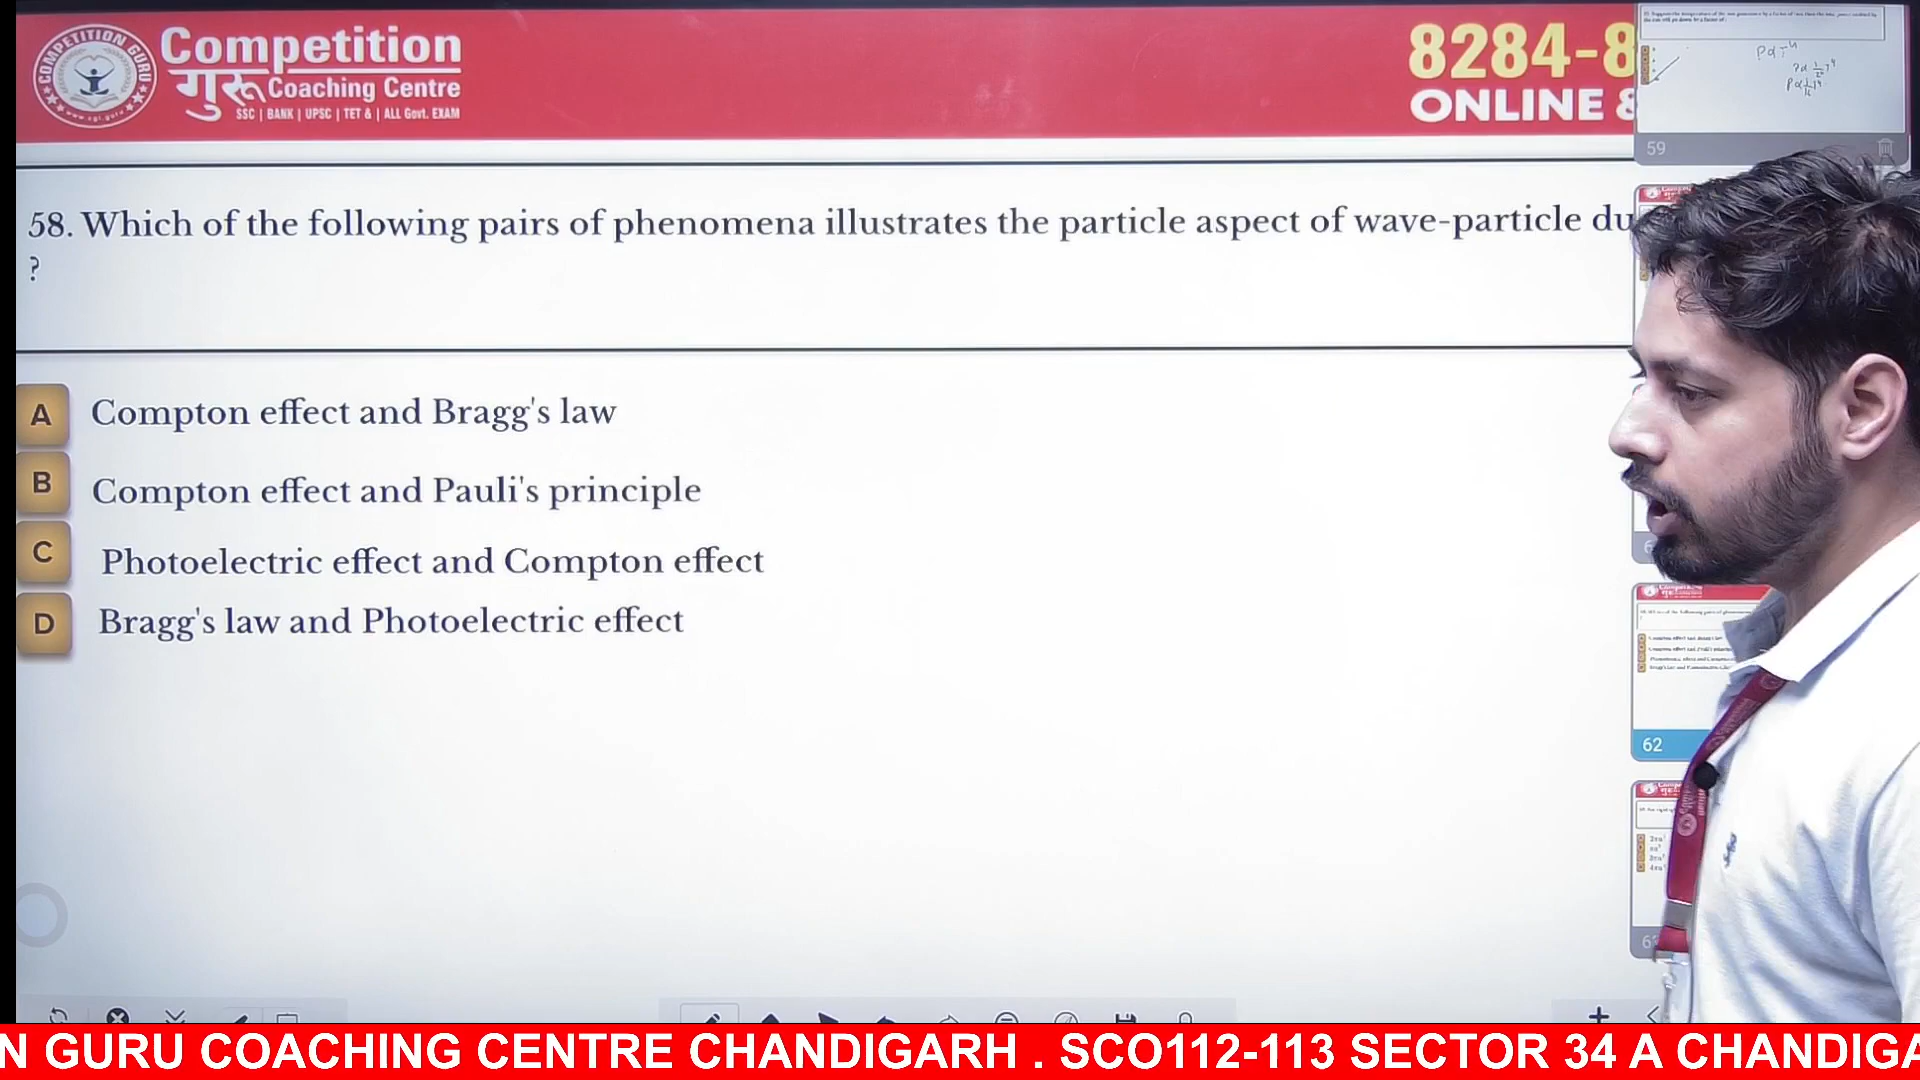 COMPETITION GURU
Competition
गुरू Coaching Centre
SSC | BANK | UPSC | TET & | ALL Govt. EXAM
8284-8
ONLINE &
59
58. Which of the following pairs of phenomena illustrates the particle aspect of wave-particle du
?
A Compton effect and Bragg's law
B Compton effect and Pauli's principle
C Photoelectric effect and Compton effect
D Bragg's law and Photoelectric effect
62
N GURU COACHING CENTRE CHANDIGARH . SCO112-113 SECTOR 34 A CHANDIGA